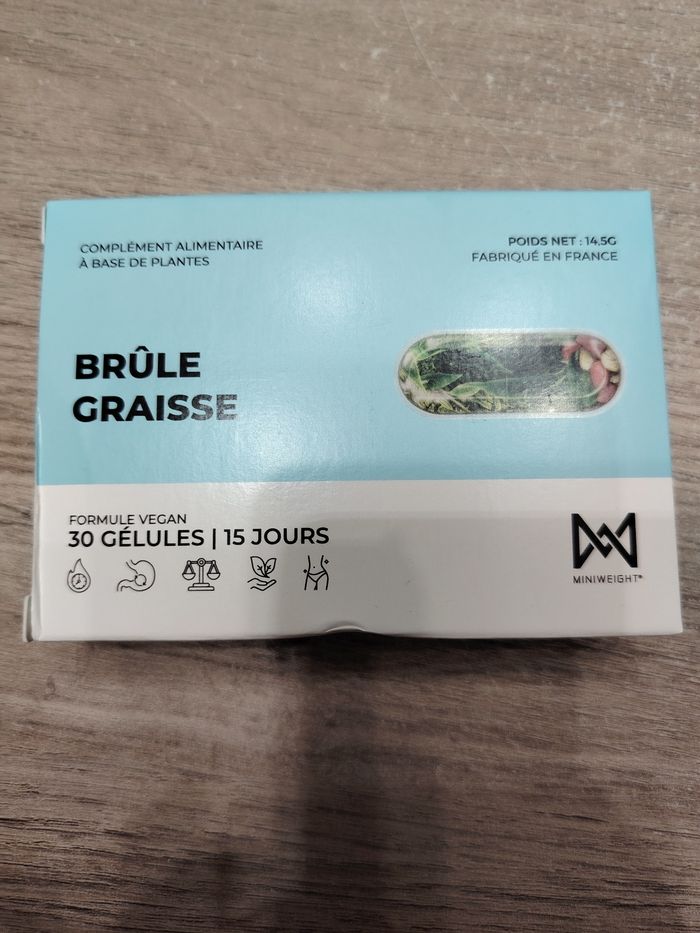 COMPLÉMENT ALIMENTAIRE
À BASE DE PLANTES
POIDS NET : 14,5G
FABRIQUÉ EN FRANCE
BRÛLE
GRAISSE
FORMULE VEGAN
30 GÉLULES | 15 JOURS
MINIWEIGHT®